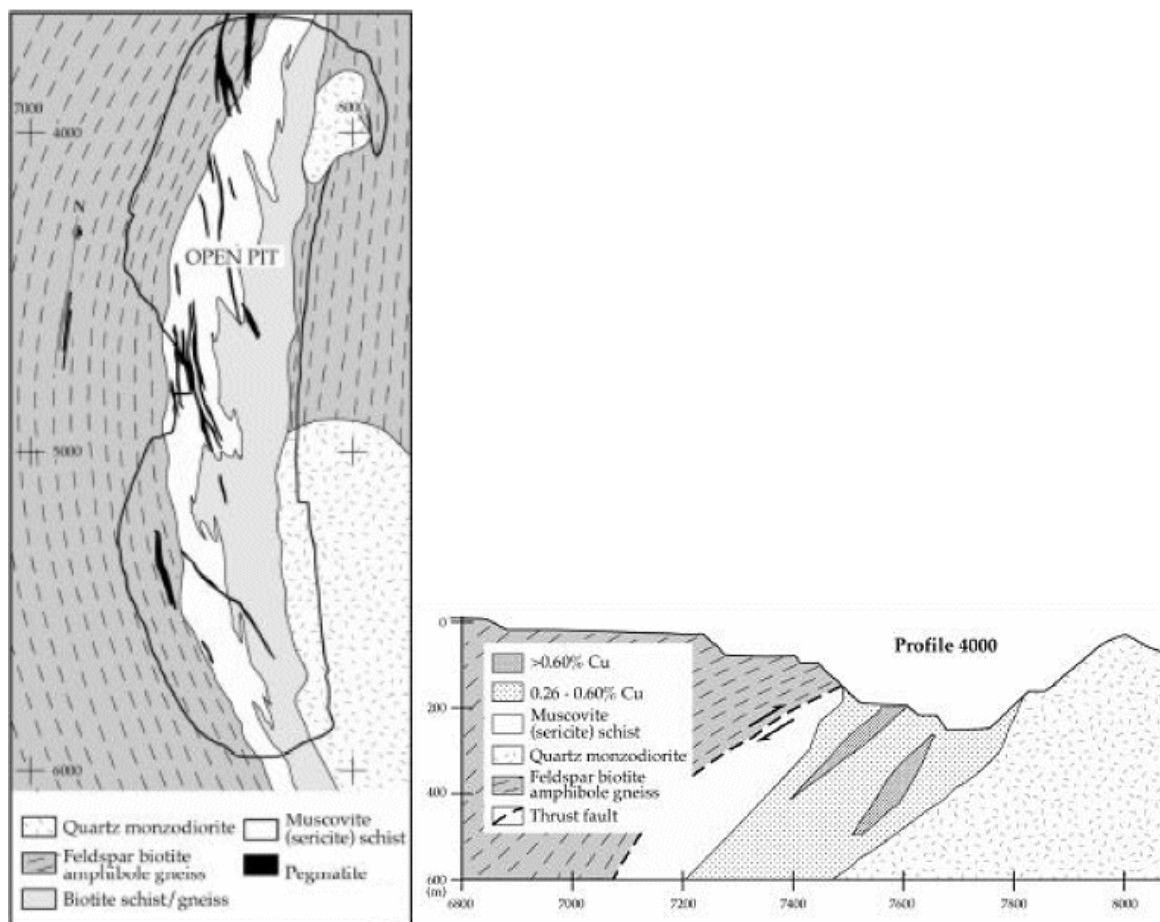 7000
8000
4000
N
OPEN PIT
5000
6000
Quartz monzodiorite
Feldspar biotite
amphibole gneiss
Biotite schist/gneiss
Muscovite
(sericite) schist
Pegmatite
Profile 4000
0
200
400
600
(m)
>0.60% Cu
0.26 - 0.60% Cu
Muscovite
(sericite) schist
Quartz monzodiorite
Feldspar biotite
amphibole gneiss
Thrust fault
6800
7000
7200
7400
7600
7800
8000